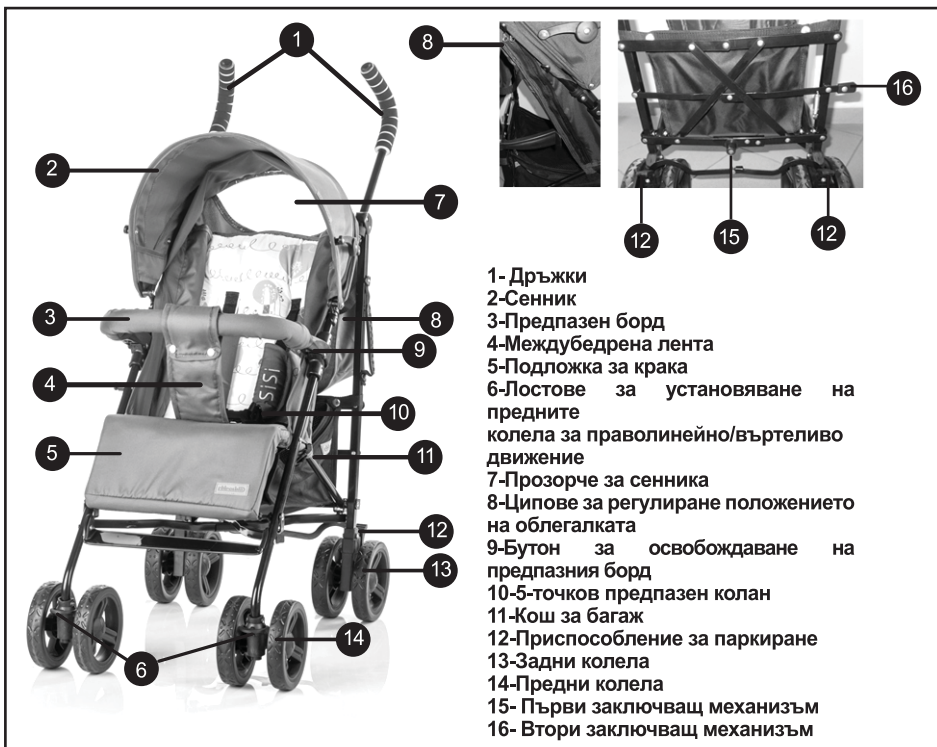 1
8
16
2
7
12
15
12
1- Дръжки
2-Сенник
3-Предпазен борд
4-Междубедрена лента
5-Подложка за крака
6-Лостове за установяване на
предните
колела за праволинейно/въртеливо
движение
7-Прозорче за сенника
8-Ципове за регулиране положението
на облегалката
9-Бутон за освобождаване на
предпазния борд
10-5-точков предпазен колан
11-Кош за багаж
12-Приспособление за паркиране
13-Задни колела
14-Предни колела
15- Първи заключващ механизъм
16- Втори заключващ механизъм
3
8
9
4
SiSi
10
5
11
12
13
14
6